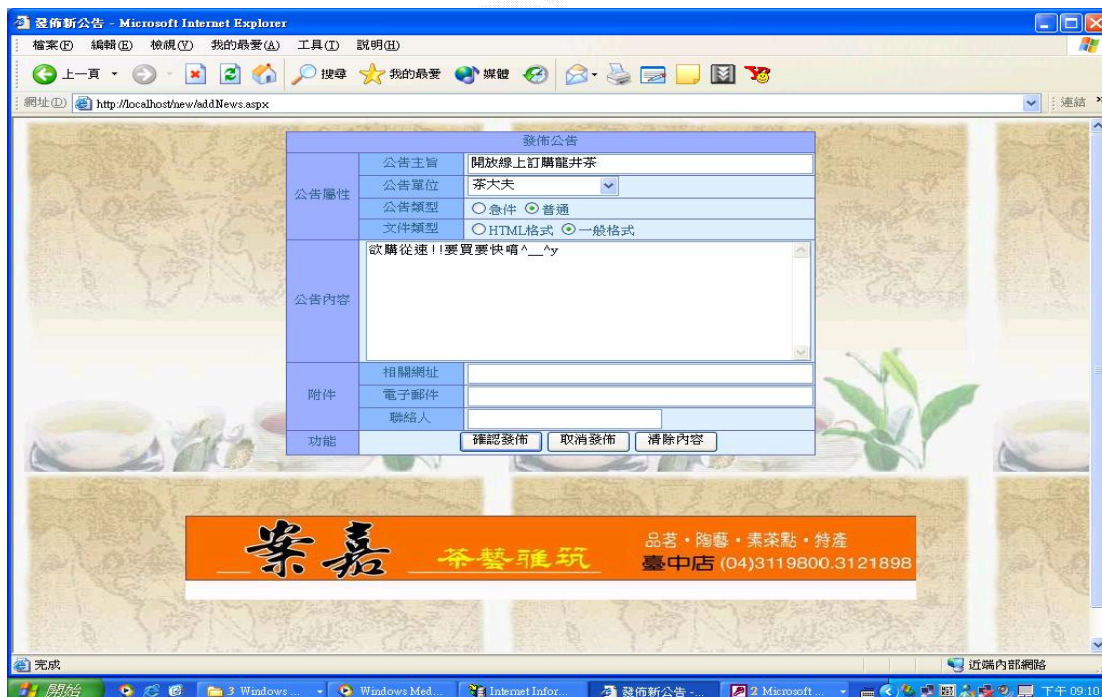 發佈新公告 - Microsoft Internet Explorer
檔案(F) 編輯(E) 檢視(V) 我的最愛(A) 工具(T) 說明(H)
上一頁 搜尋 我的最愛 媒體
網址(D) http://localhost/new/addNews.aspx 連結 »
發佈公告
公告屬性
公告主旨 開放線上訂購龍井茶
公告單位 茶大夫
公告類型 急件 普通
文件類型 HTML格式 一般格式
公告內容 欲購從速!!要買要快唷^__^y
附件
相關網址
電子郵件
聯絡人
功能 確認發佈 取消發佈 清除內容
案嘉 茶藝雅筑
品茗・陶藝・素茶點・特產
臺中店 (04)3119800.3121898
完成 近端內部網路
開始 3 Windows ... Windows Med... Internet Infor... 發佈新公告 -... 2 Microsoft ... 下午 09:10